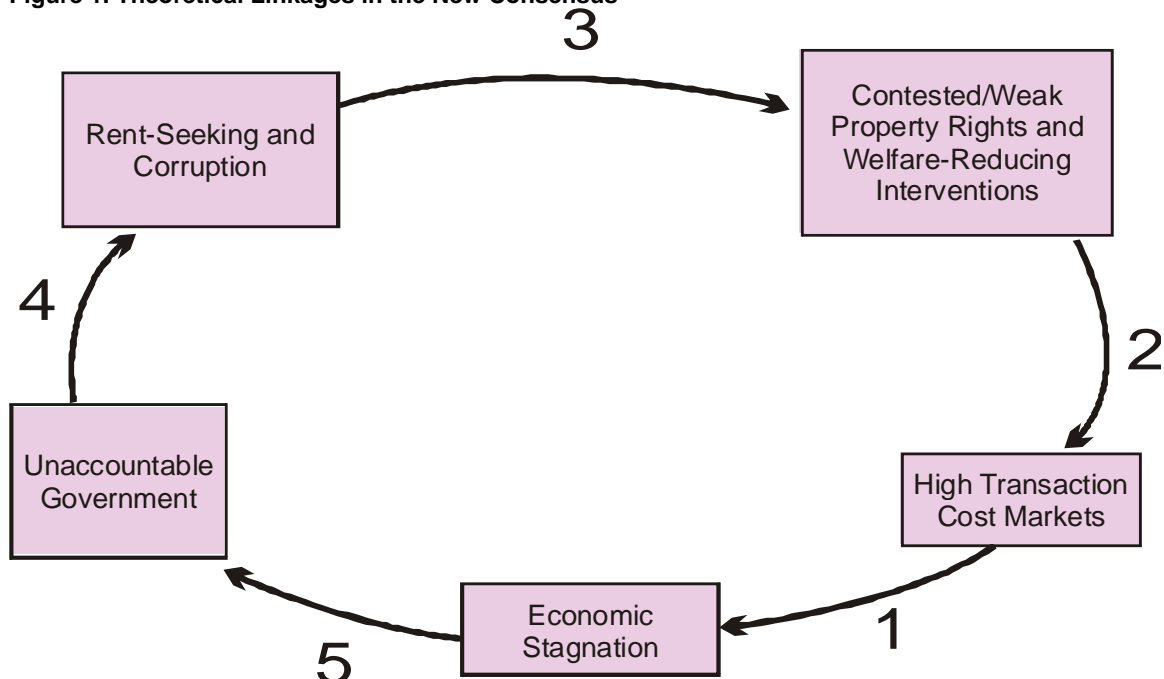 Figure 1: Theoretical Linkages in the New Consensus
3
Rent-Seeking and
Corruption
Contested/Weak
Property Rights and
Welfare-Reducing
Interventions
4
2
Unaccountable
Government
High Transaction
Cost Markets
Economic
Stagnation
1
5